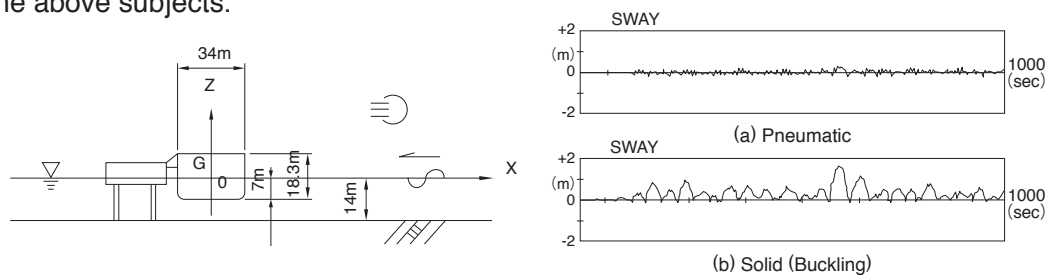 he above subjects.
34m
Z
G
0
7m
18.3m
14m
X
SWAY
+2
(m)
0
-2
1000
(sec)
(a) Pneumatic
SWAY
+2
(m)
0
-2
1000
(sec)
(b) Solid (Buckling)